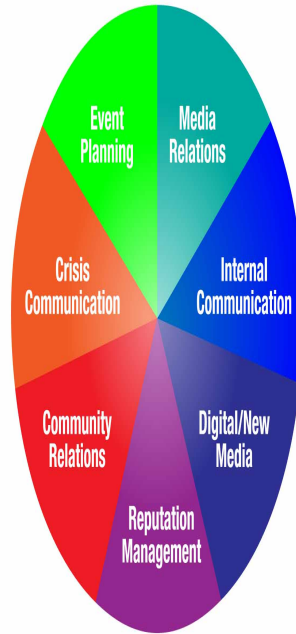 Event
Planning
Media
Relations
Internal
Communication
Digital/New
Media
Reputation
Management
Community
Relations
Crisis
Communication